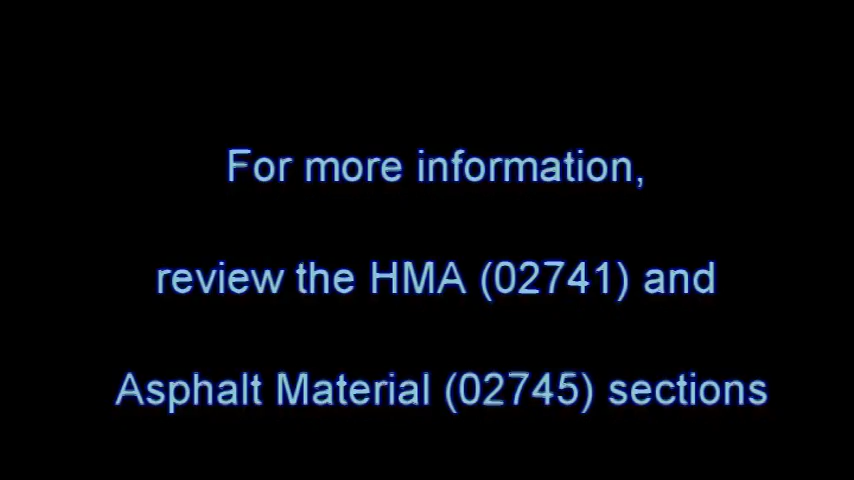 For more information,
review the HMA (02741) and
Asphalt Material (02745) sections